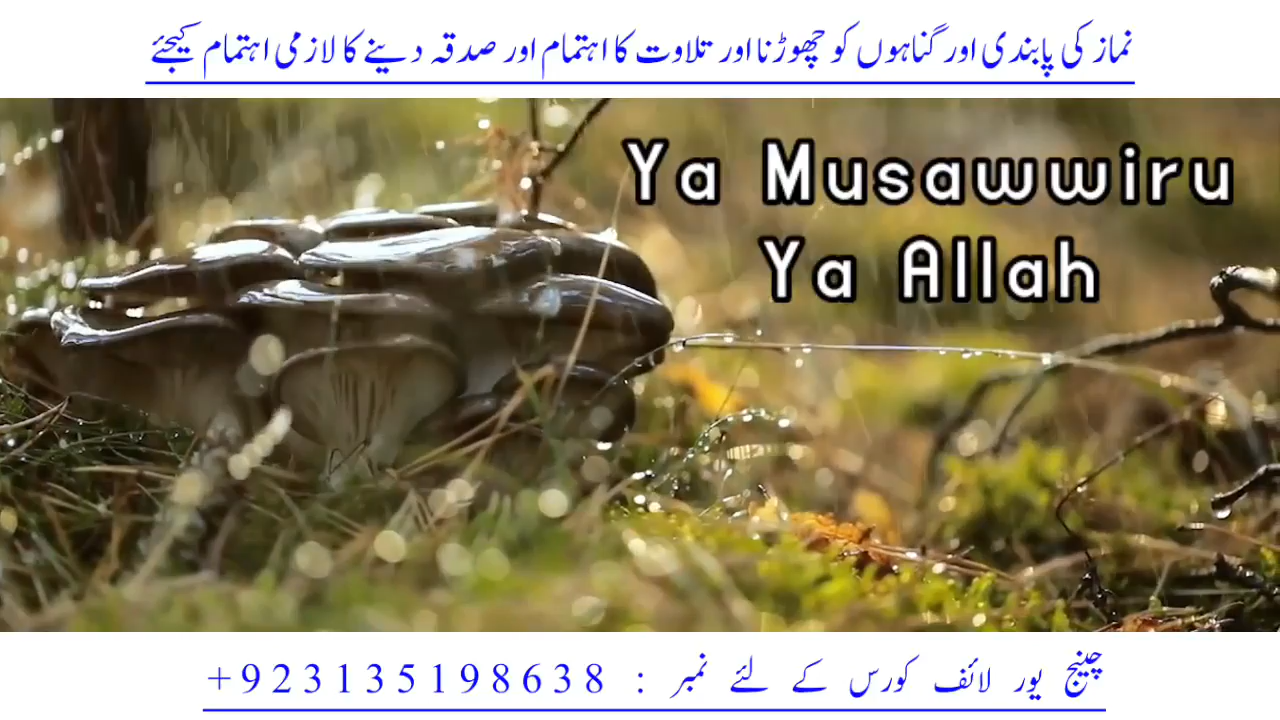 نماز کی پابندی اور گناہوں کو چھوڑنا اور تلاوت کا اہتمام اور صدقہ دینے کا لازمی اہتمام کیجئے
Ya Musawwiru
Ya Allah
چینج یور لائف کورس کے لئے نمبر : 923135198638+